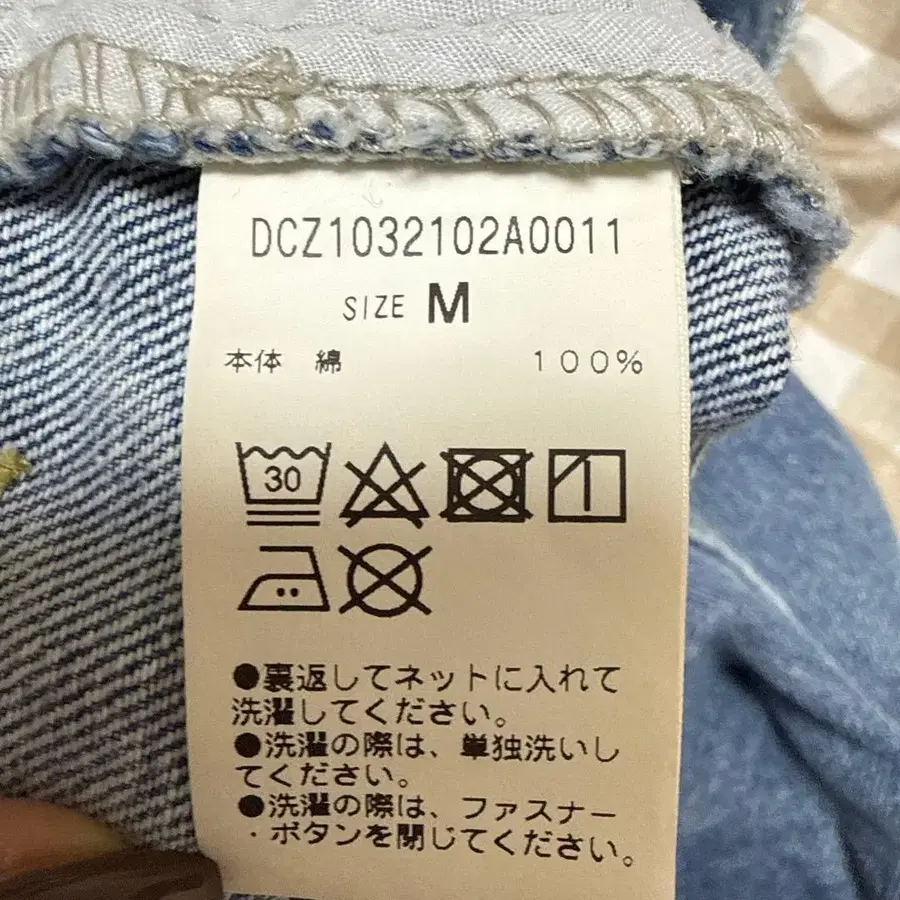 DCZ1032102A0011
SIZE M
本体 綿 100%
30
●裏返してネットに入れて
洗濯してください。
●洗濯の際は、単独洗いし
てください。
●洗濯の際は、ファスナー
・ボタンを閉じてください。